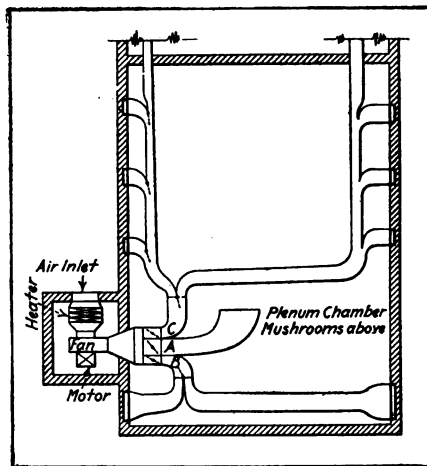 Air Inlet
Heater
Fan
Motor
C
A
B
Plenum Chamber
Mushrooms above